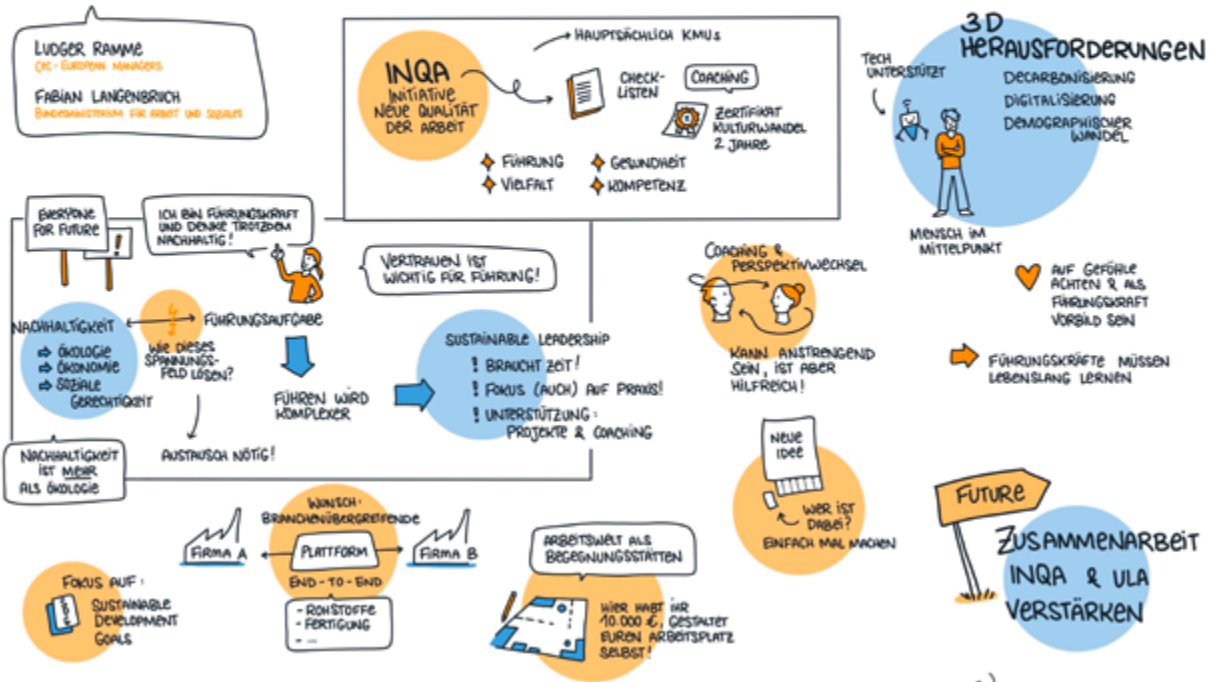 LUDGER RAMME
CEC - EUROPEAN MANAGERS
FABIAN LANGENBRUCH
BUNDESMINISTERIUM FÜR ARBEIT UND SOZIALES
INQA
INITIATIVE
NEUE QUALITÄT
DER ARBEIT
HAUPTSÄCHLICH KMUs
CHECK-
LISTEN
COACHING
ZERTIFIKAT
KULTURWANDEL
2 JAHRE
FÜHRUNG
GESUNDHEIT
VIELFALT
KOMPETENZ
3D
HERAUSFORDERUNGEN
TECH
UNTERSTÜTZT
DECARBONISIERUNG
DIGITALISIERUNG
DEMOGRAPHISCHER
WANDEL
MENSCH IM
MITTELPUNKT
EVERYONE
FOR FUTURE
!
ICH BIN FÜHRUNGSKRAFT
UND DENKE TROTZDEM
NACHHALTIG!
VERTRAUEN IST
WICHTIG FÜR FÜHRUNG!
NACHHALTIGKEIT
ÖKOLOGIE
ÖKONOMIE
SOZIALE
GERECHTIGKEIT
FÜHRUNGSAUFGABE
WIE DIESES
SPANNUNGS-
FELD LÖSEN?
AUSTAUSCH NÖTIG!
FÜHREN WIRD
KOMPLEXER
SUSTAINABLE LEADERSHIP
! BRAUCHT ZEIT!
! FOKUS (AUCH) AUF PRAXIS!
! UNTERSTÜTZUNG:
PROJEKTE & COACHING
NACHHALTIGKEIT
IST MEHR
ALS ÖKOLOGIE
COACHING &
PERSPEKTIVWECHSEL
KANN ANSTRENGEND
SEIN, IST ABER
HILFREICH!
AUF GEFÜHLE
ACHTEN & ALS
FÜHRUNGSKRAFT
VORBILD SEIN
FÜHRUNGSKRÄFTE MÜSSEN
LEBENSLANG LERNEN
NEUE
IDEE
WER IST
DABEI?
EINFACH MAL MACHEN
FUTURE
ZUSAMMENARBEIT
INQA & ULA
VERSTÄRKEN
WUNSCH:
BRANCHENÜBERGREIFENDE
FIRMA A
PLATTFORM
FIRMA B
END-TO-END
- ROHSTOFFE
- FERTIGUNG
- ...
FOKUS AUF:
SUSTAINABLE
DEVELOPMENT
GOALS
ARBEITSWELT ALS
BEGEGNUNGSSTÄTTEN
HIER HABT IHR
10.000 €, GESTALTET
EUREN ARBEITSPLATZ
SELBST!